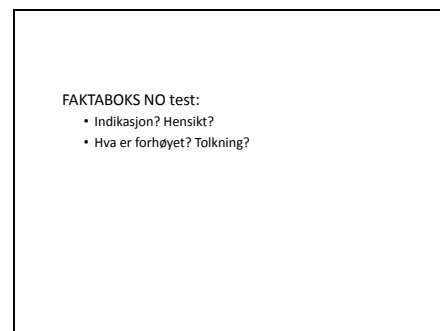 FAKTABOKS NO test:
• Indikasjon? Hensikt?
• Hva er forhøyet? Tolkning?